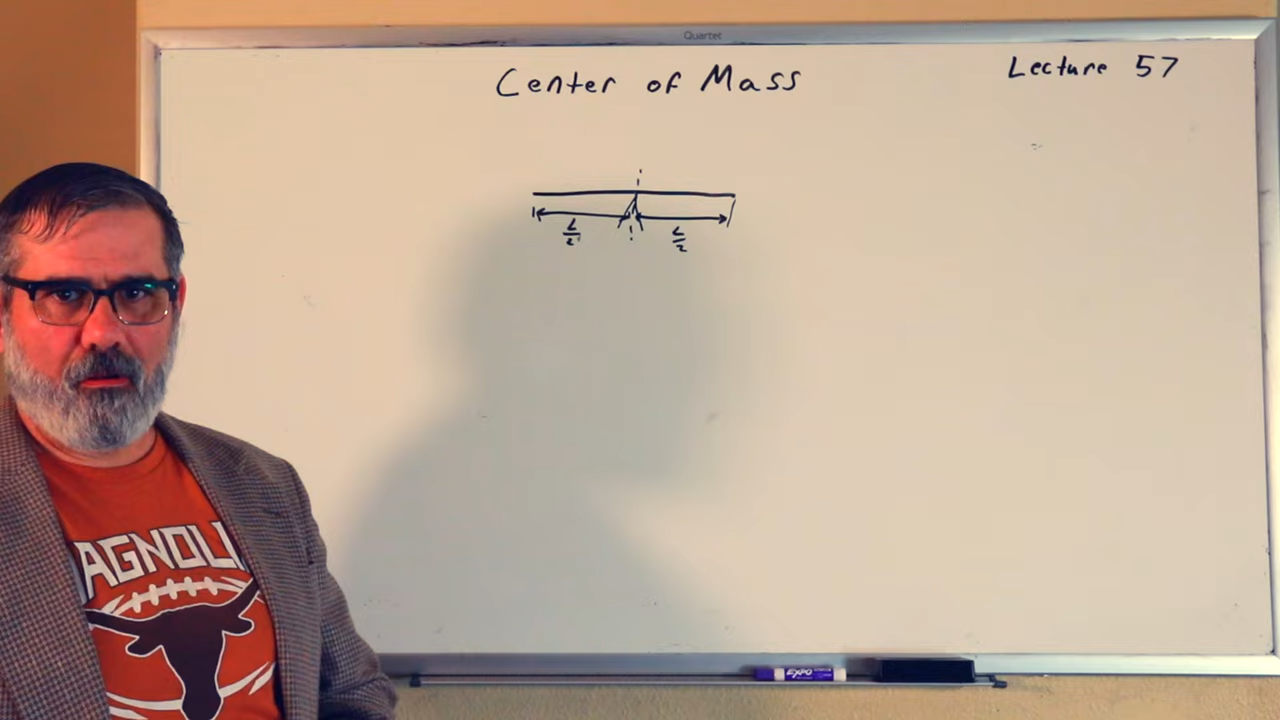 Quartet
Center of Mass
Lecture 57
L/2 L/2
AGNOLI
EXPO